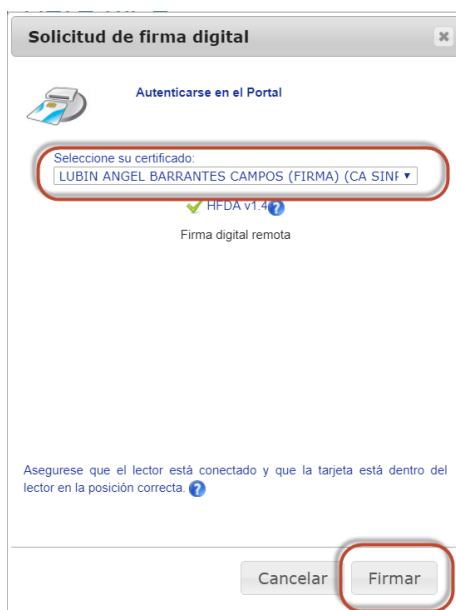 Solicitud de firma digital
Autenticarse en el Portal
Seleccione su certificado:
LUBIN ANGEL BARRANTES CAMPOS (FIRMA) (CA SINF
HFDA v1.4
Firma digital remota
Asegurese que el lector está conectado y que la tarjeta está dentro del
lector en la posición correcta.
Cancelar Firmar